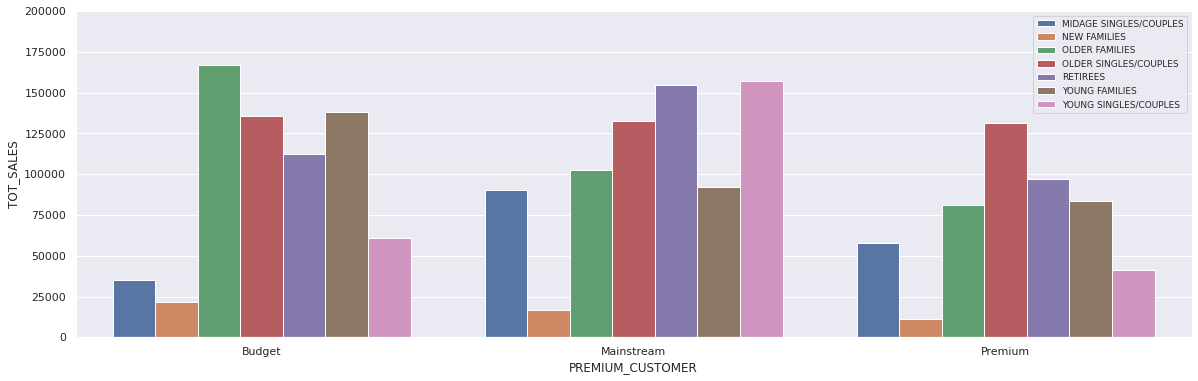 200000
175000
150000
125000
100000
75000
50000
25000
0
TOT_SALES
Budget
Mainstream
Premium
PREMIUM_CUSTOMER
MIDAGE SINGLES/COUPLES
NEW FAMILIES
OLDER FAMILIES
OLDER SINGLES/COUPLES
RETIREES
YOUNG FAMILIES
YOUNG SINGLES/COUPLES